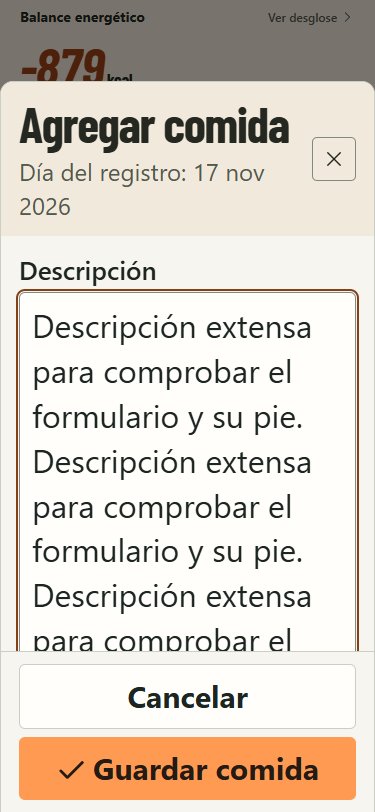 Balance energético
Ver desglose
-879 kcal
Agregar comida
Día del registro: 17 nov
2026
Descripción
Descripción extensa
para comprobar el
formulario y su pie.
Descripción extensa
para comprobar el
formulario y su pie.
Descripción extensa
para comprobar el
Cancelar
Guardar comida